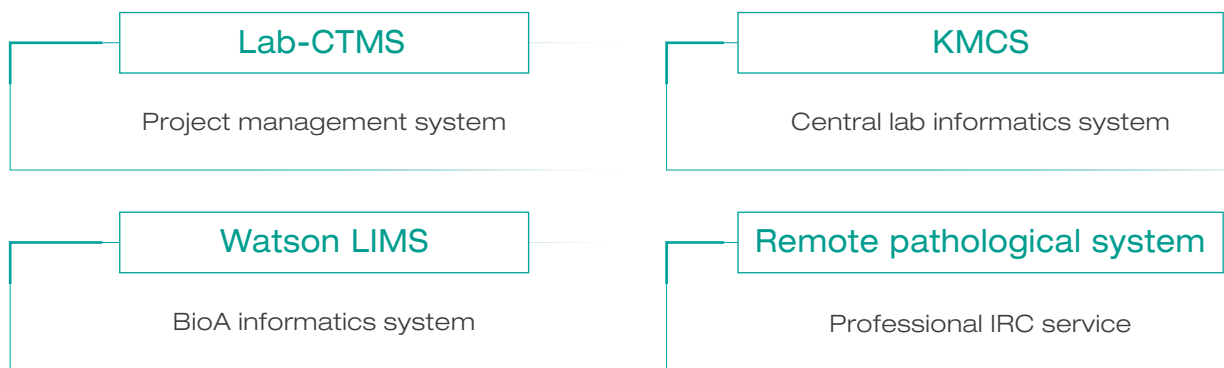 Lab-CTMS
Project management system
KMCS
Central lab informatics system
Watson LIMS
BioA informatics system
Remote pathological system
Professional IRC service